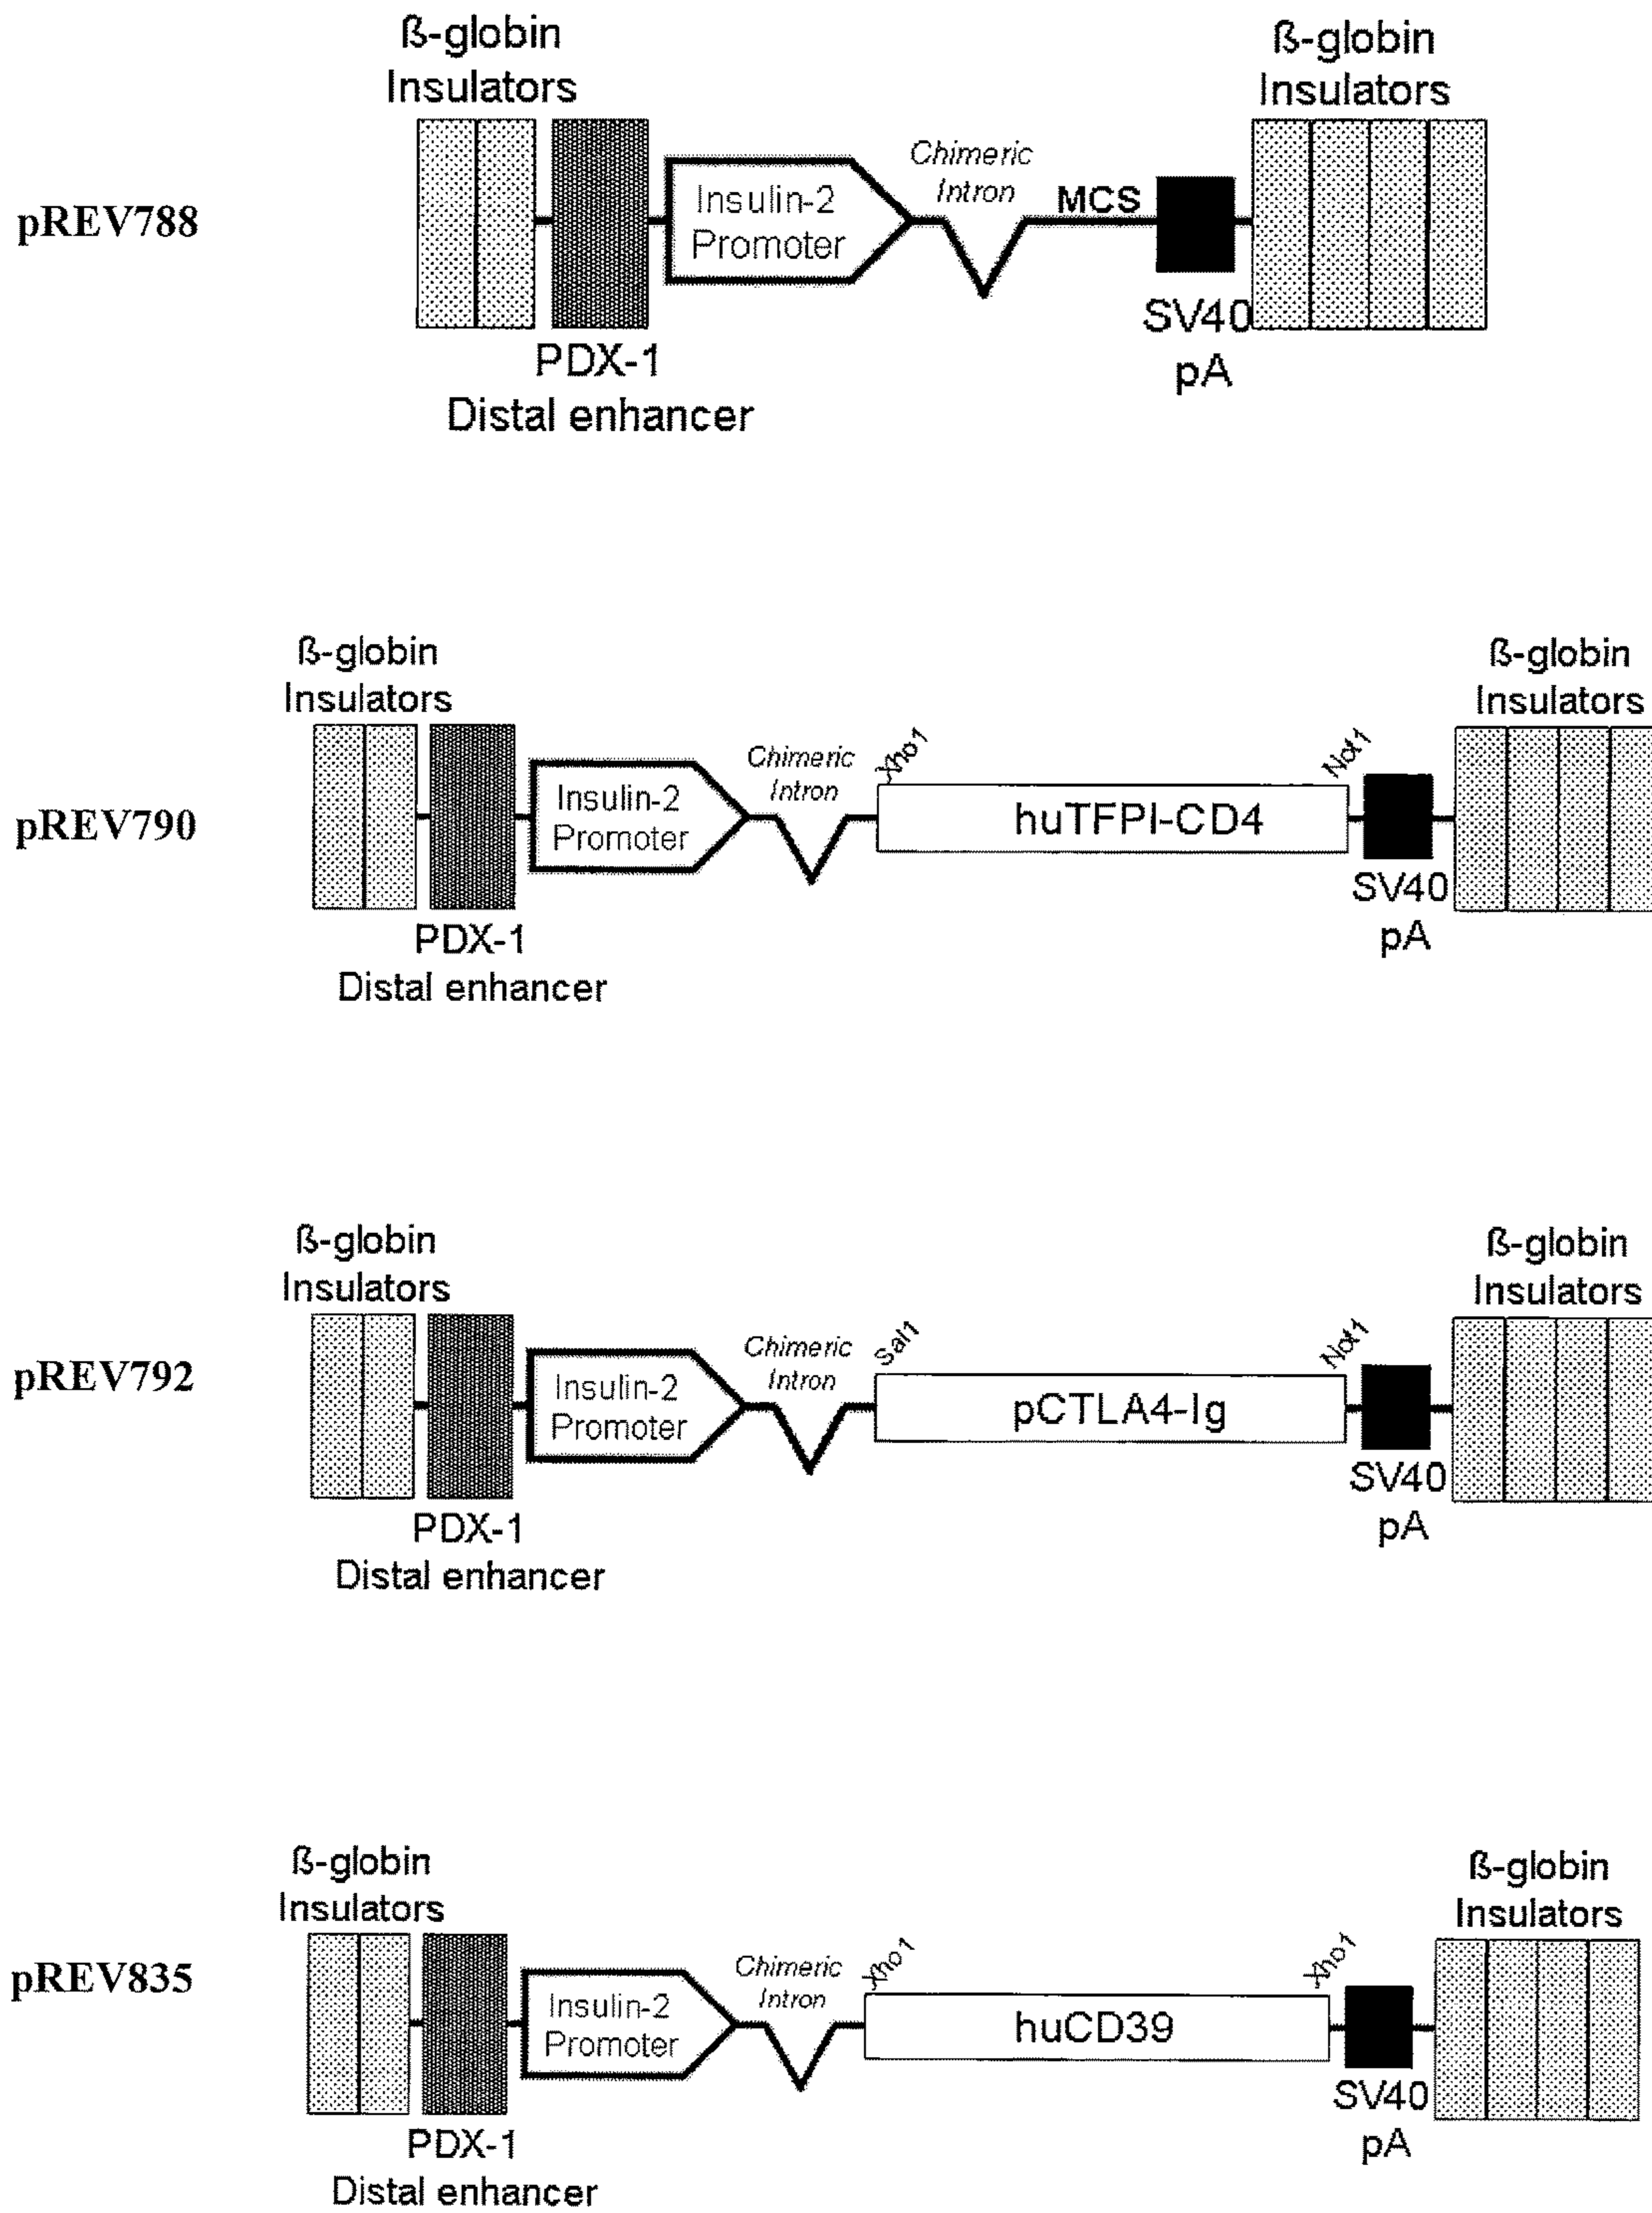 ß-globin
Insulators
ß-globin
Insulators
pREV788
Insulin-2
Promoter
Chimeric
Intron
MCS
SV40
pA
PDX-1
Distal enhancer
ß-globin
Insulators
ß-globin
Insulators
pREV790
Insulin-2
Promoter
Chimeric
Intron
Xho1
huTFPI-CD4
Not1
SV40
pA
PDX-1
Distal enhancer
ß-globin
Insulators
ß-globin
Insulators
pREV792
Insulin-2
Promoter
Chimeric
Intron
Sal1
pCTLA4-Ig
Not1
SV40
pA
PDX-1
Distal enhancer
ß-globin
Insulators
ß-globin
Insulators
pREV835
Insulin-2
Promoter
Chimeric
Intron
Xho1
huCD39
Xho1
SV40
pA
PDX-1
Distal enhancer